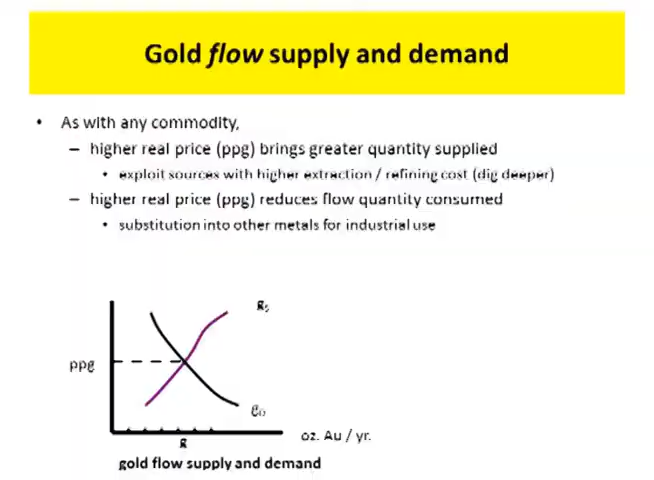 Gold flow supply and demand
• As with any commodity,
– higher real price (ppg) brings greater quantity supplied
• exploit sources with higher extraction / refining cost (dig deeper)
– higher real price (ppg) reduces flow quantity consumed
• substitution into other metals for industrial use
gS
ppg
gD
oz. Au / yr.
g
gold flow supply and demand